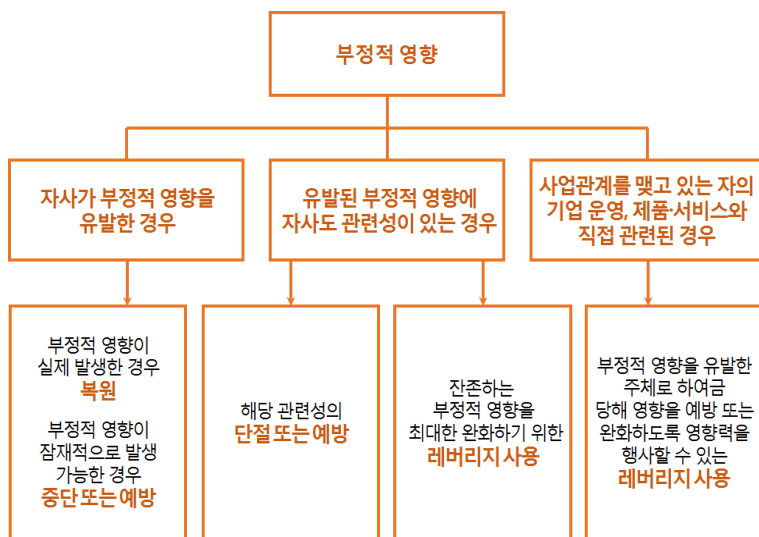 부정적 영향
자사가 부정적 영향을
유발한 경우
유발된 부정적 영향에
자사도 관련성이 있는 경우
사업관계를 맺고 있는 자의
기업 운영, 제품·서비스와
직접 관련된 경우
부정적 영향이
실제 발생한 경우
복원
부정적 영향이
잠재적으로 발생
가능한 경우
중단 또는 예방
해당 관련성의
단절 또는 예방
잔존하는
부정적 영향을
최대한 완화하기 위한
레버리지 사용
부정적 영향을 유발한
주체로 하여금
당해 영향을 예방 또는
완화하도록 영향력을
행사할 수 있는
레버리지 사용